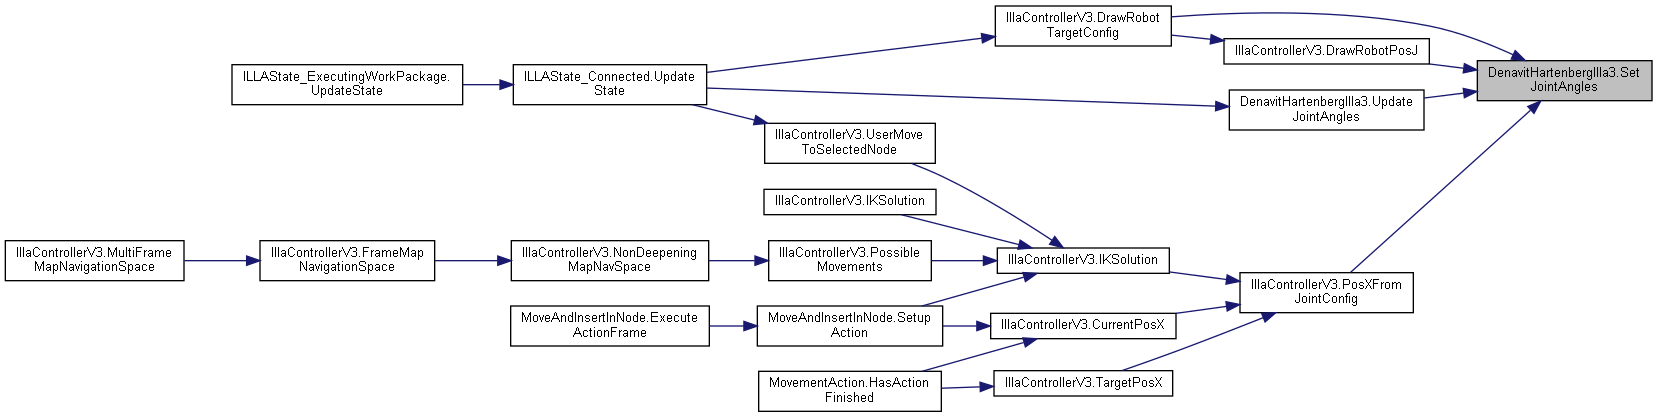 IllaControllerV3.DrawRobot
TargetConfig
IllaControllerV3.DrawRobotPosJ
ILLAState_ExecutingWorkPackage.
UpdateState
ILLAState_Connected.Update
State
DenavitHartenbergIlla3.Set
JointAngles
DenavitHartenbergIlla3.Update
JointAngles
IllaControllerV3.UserMove
ToSelectedNode
IllaControllerV3.IKSolution
IllaControllerV3.MultiFrame
MapNavigationSpace
IllaControllerV3.FrameMap
NavigationSpace
IllaControllerV3.NonDeepening
MapNavSpace
IllaControllerV3.Possible
Movements
IllaControllerV3.IKSolution
IllaControllerV3.PosXFrom
JointConfig
MoveAndInsertInNode.Execute
ActionFrame
MoveAndInsertInNode.Setup
Action
IllaControllerV3.CurrentPosX
MovementAction.HasAction
Finished
IllaControllerV3.TargetPosX